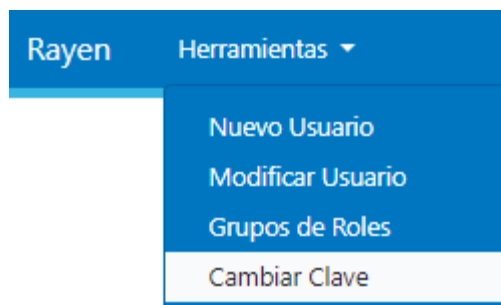 Rayen Herramientas
Nuevo Usuario
Modificar Usuario
Grupos de Roles
Cambiar Clave